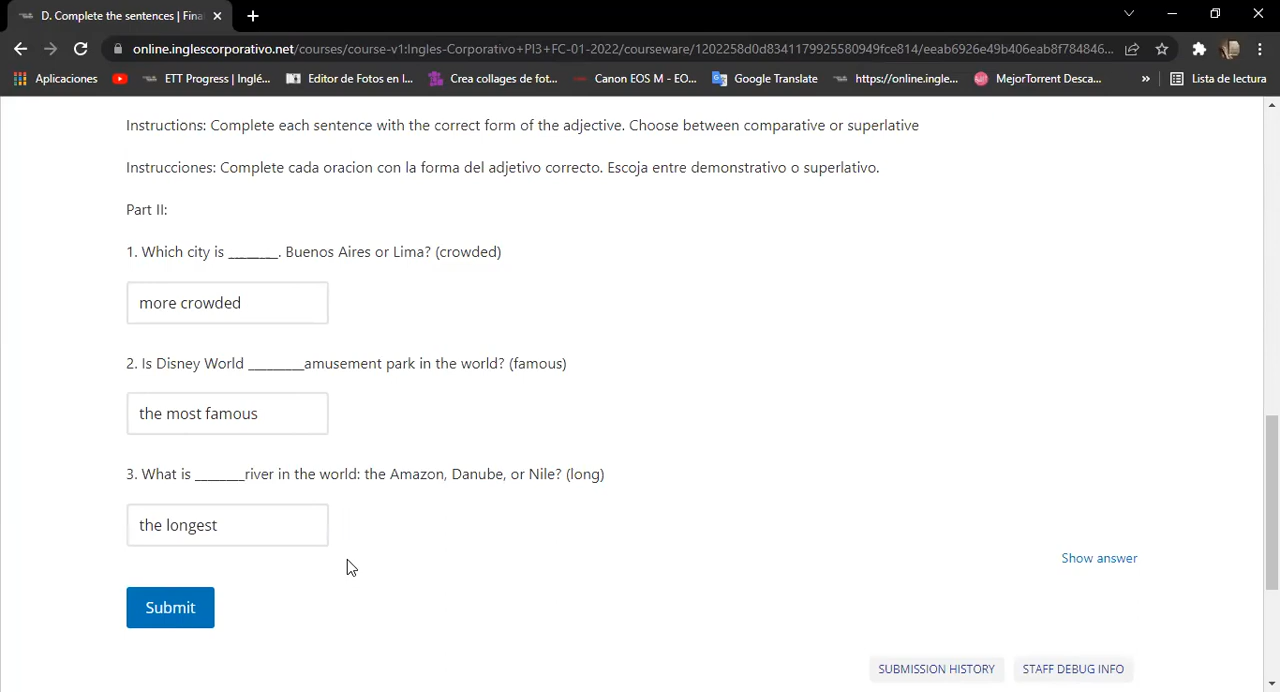 D. Complete the sentences | Fina
online.inglescorporativo.net/courses/course-v1:Ingles-Corporativo+PI3+FC-01-2022/courseware/1202258d0d8341179925580949fce814/eeab6926e49b406eab8f784846...
Aplicaciones ETT Progress | Inglé... Editor de Fotos en l... Crea collages de fot... Canon EOS M - EO... Google Translate https://online.ingle... MejorTorrent Desca... » Lista de lectura
Instructions: Complete each sentence with the correct form of the adjective. Choose between comparative or superlative
Instrucciones: Complete cada oracion con la forma del adjetivo correcto. Escoja entre demonstrativo o superlativo.
Part II:
1. Which city is ________. Buenos Aires or Lima? (crowded)
more crowded
2. Is Disney World _________amusement park in the world? (famous)
the most famous
3. What is ________river in the world: the Amazon, Danube, or Nile? (long)
the longest
Show answer
Submit
SUBMISSION HISTORY STAFF DEBUG INFO